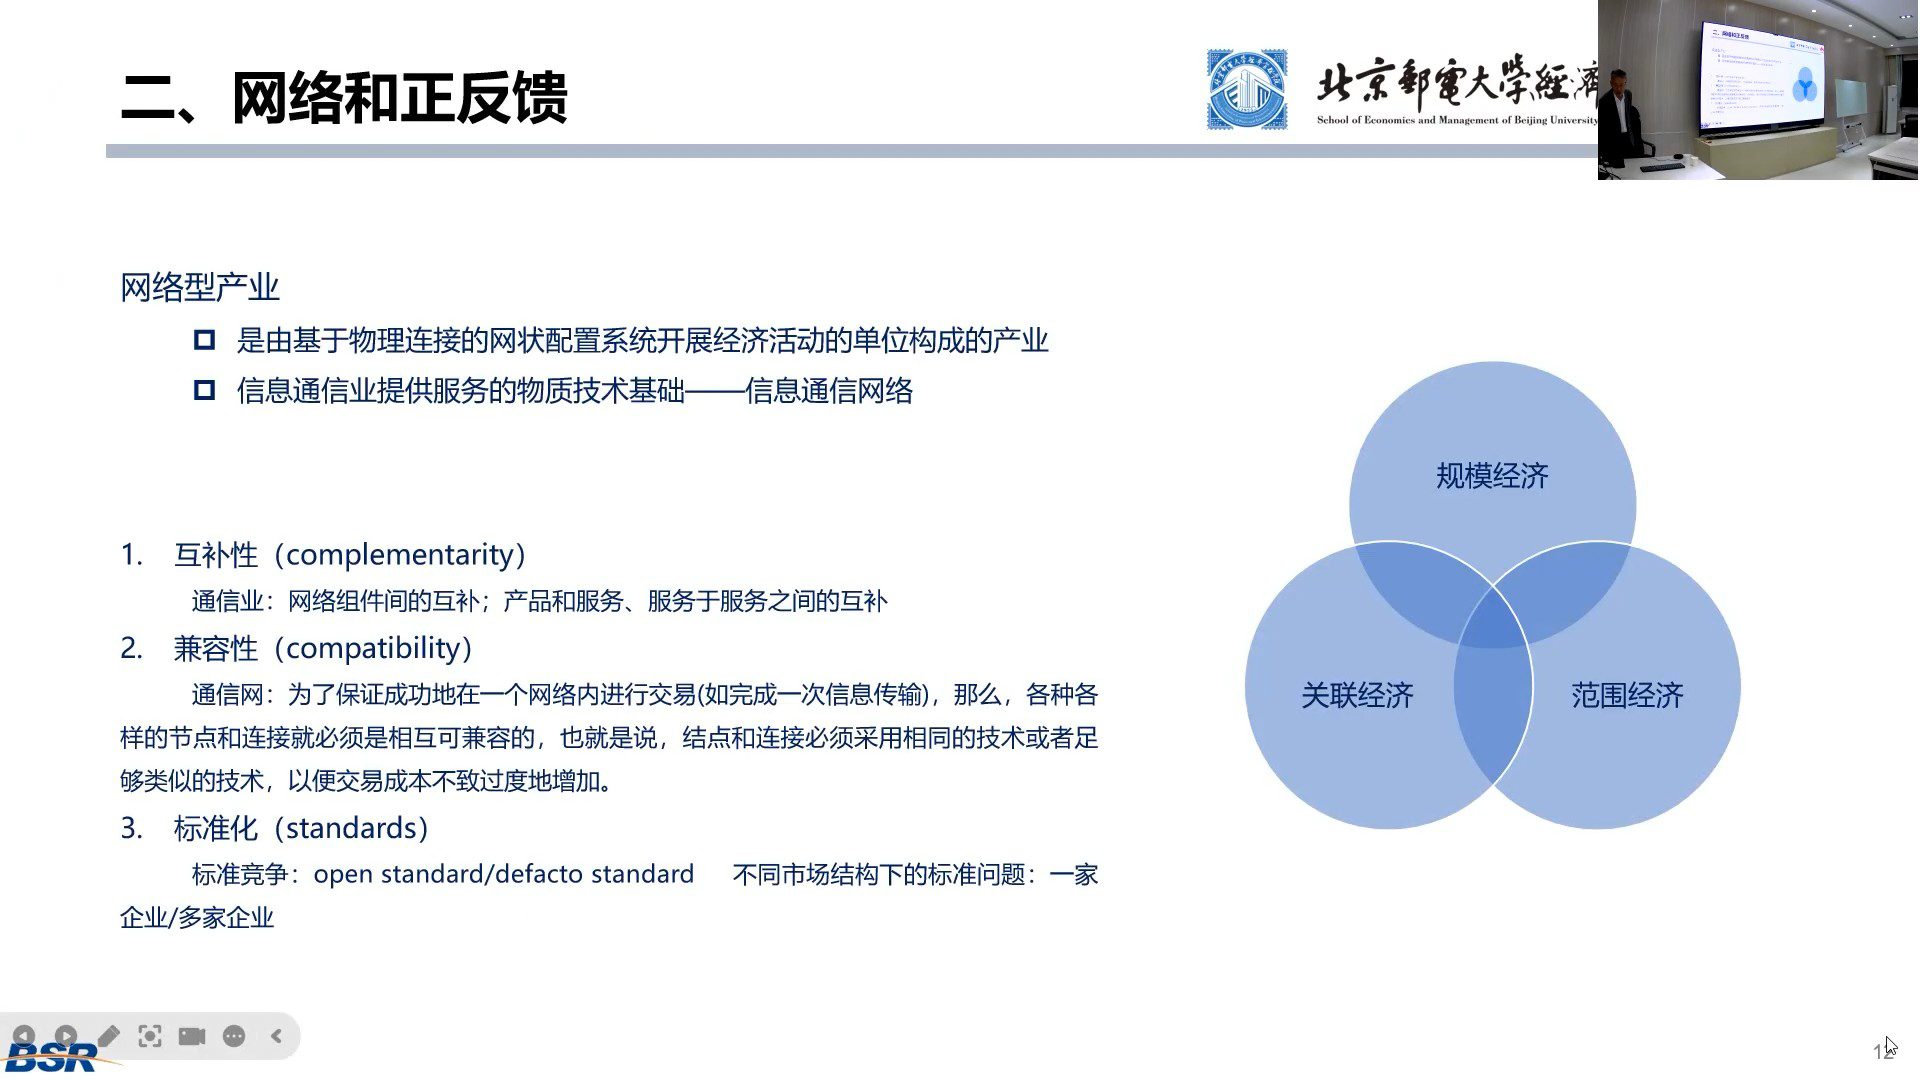 二、网络和正反馈
北京郵電大學經濟
School of Economics and Management of Beijing University
网络型产业
是由基于物理连接的网状配置系统开展经济活动的单位构成的产业
信息通信业提供服务的物质技术基础——信息通信网络
1. 互补性（complementarity）
通信业：网络组件间的互补；产品和服务、服务于服务之间的互补
2. 兼容性（compatibility）
通信网：为了保证成功地在一个网络内进行交易(如完成一次信息传输)，那么，各种各
样的节点和连接就必须是相互可兼容的，也就是说，结点和连接必须采用相同的技术或者足
够类似的技术，以便交易成本不致过度地增加。
3. 标准化（standards）
标准竞争：open standard/defacto standard 不同市场结构下的标准问题：一家
企业/多家企业
规模经济
关联经济
范围经济
BSR
12